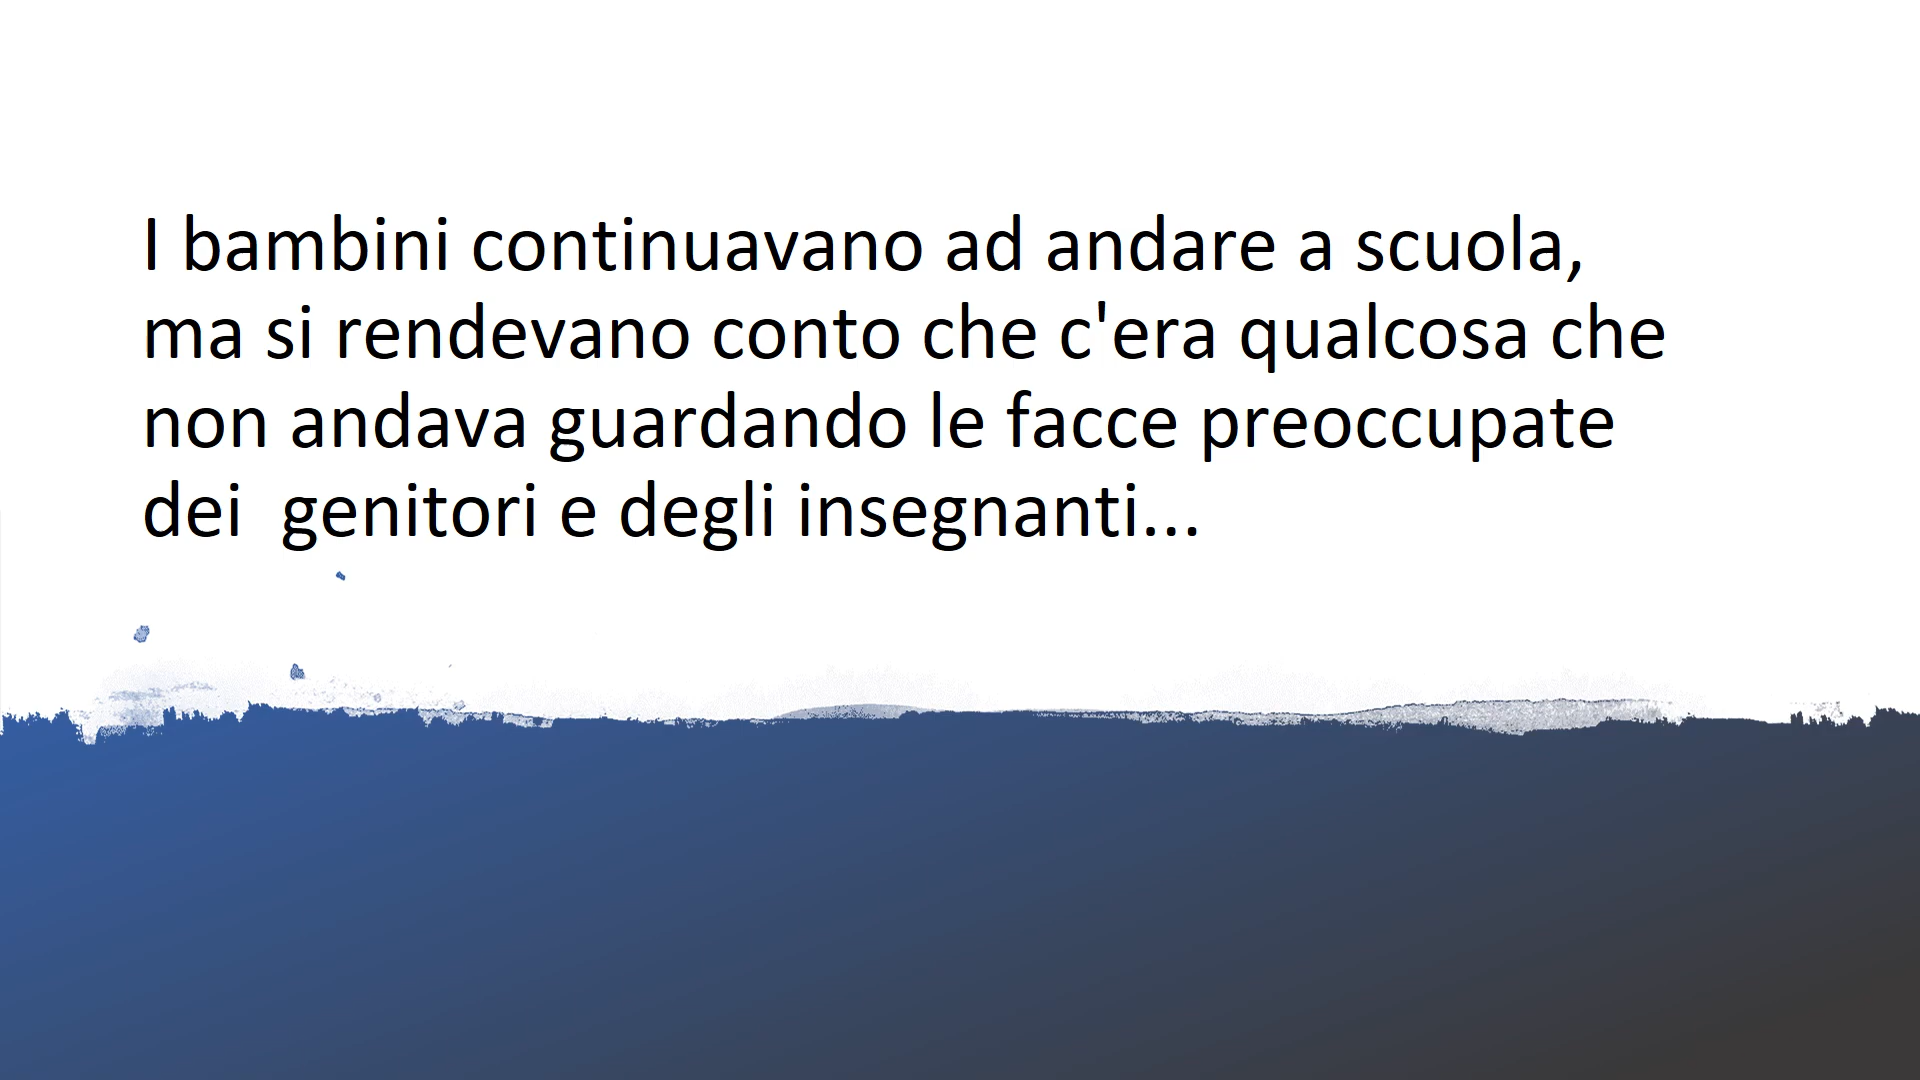 I bambini continuavano ad andare a scuola,
ma si rendevano conto che c'era qualcosa che
non andava guardando le facce preoccupate
dei  genitori e degli insegnanti...